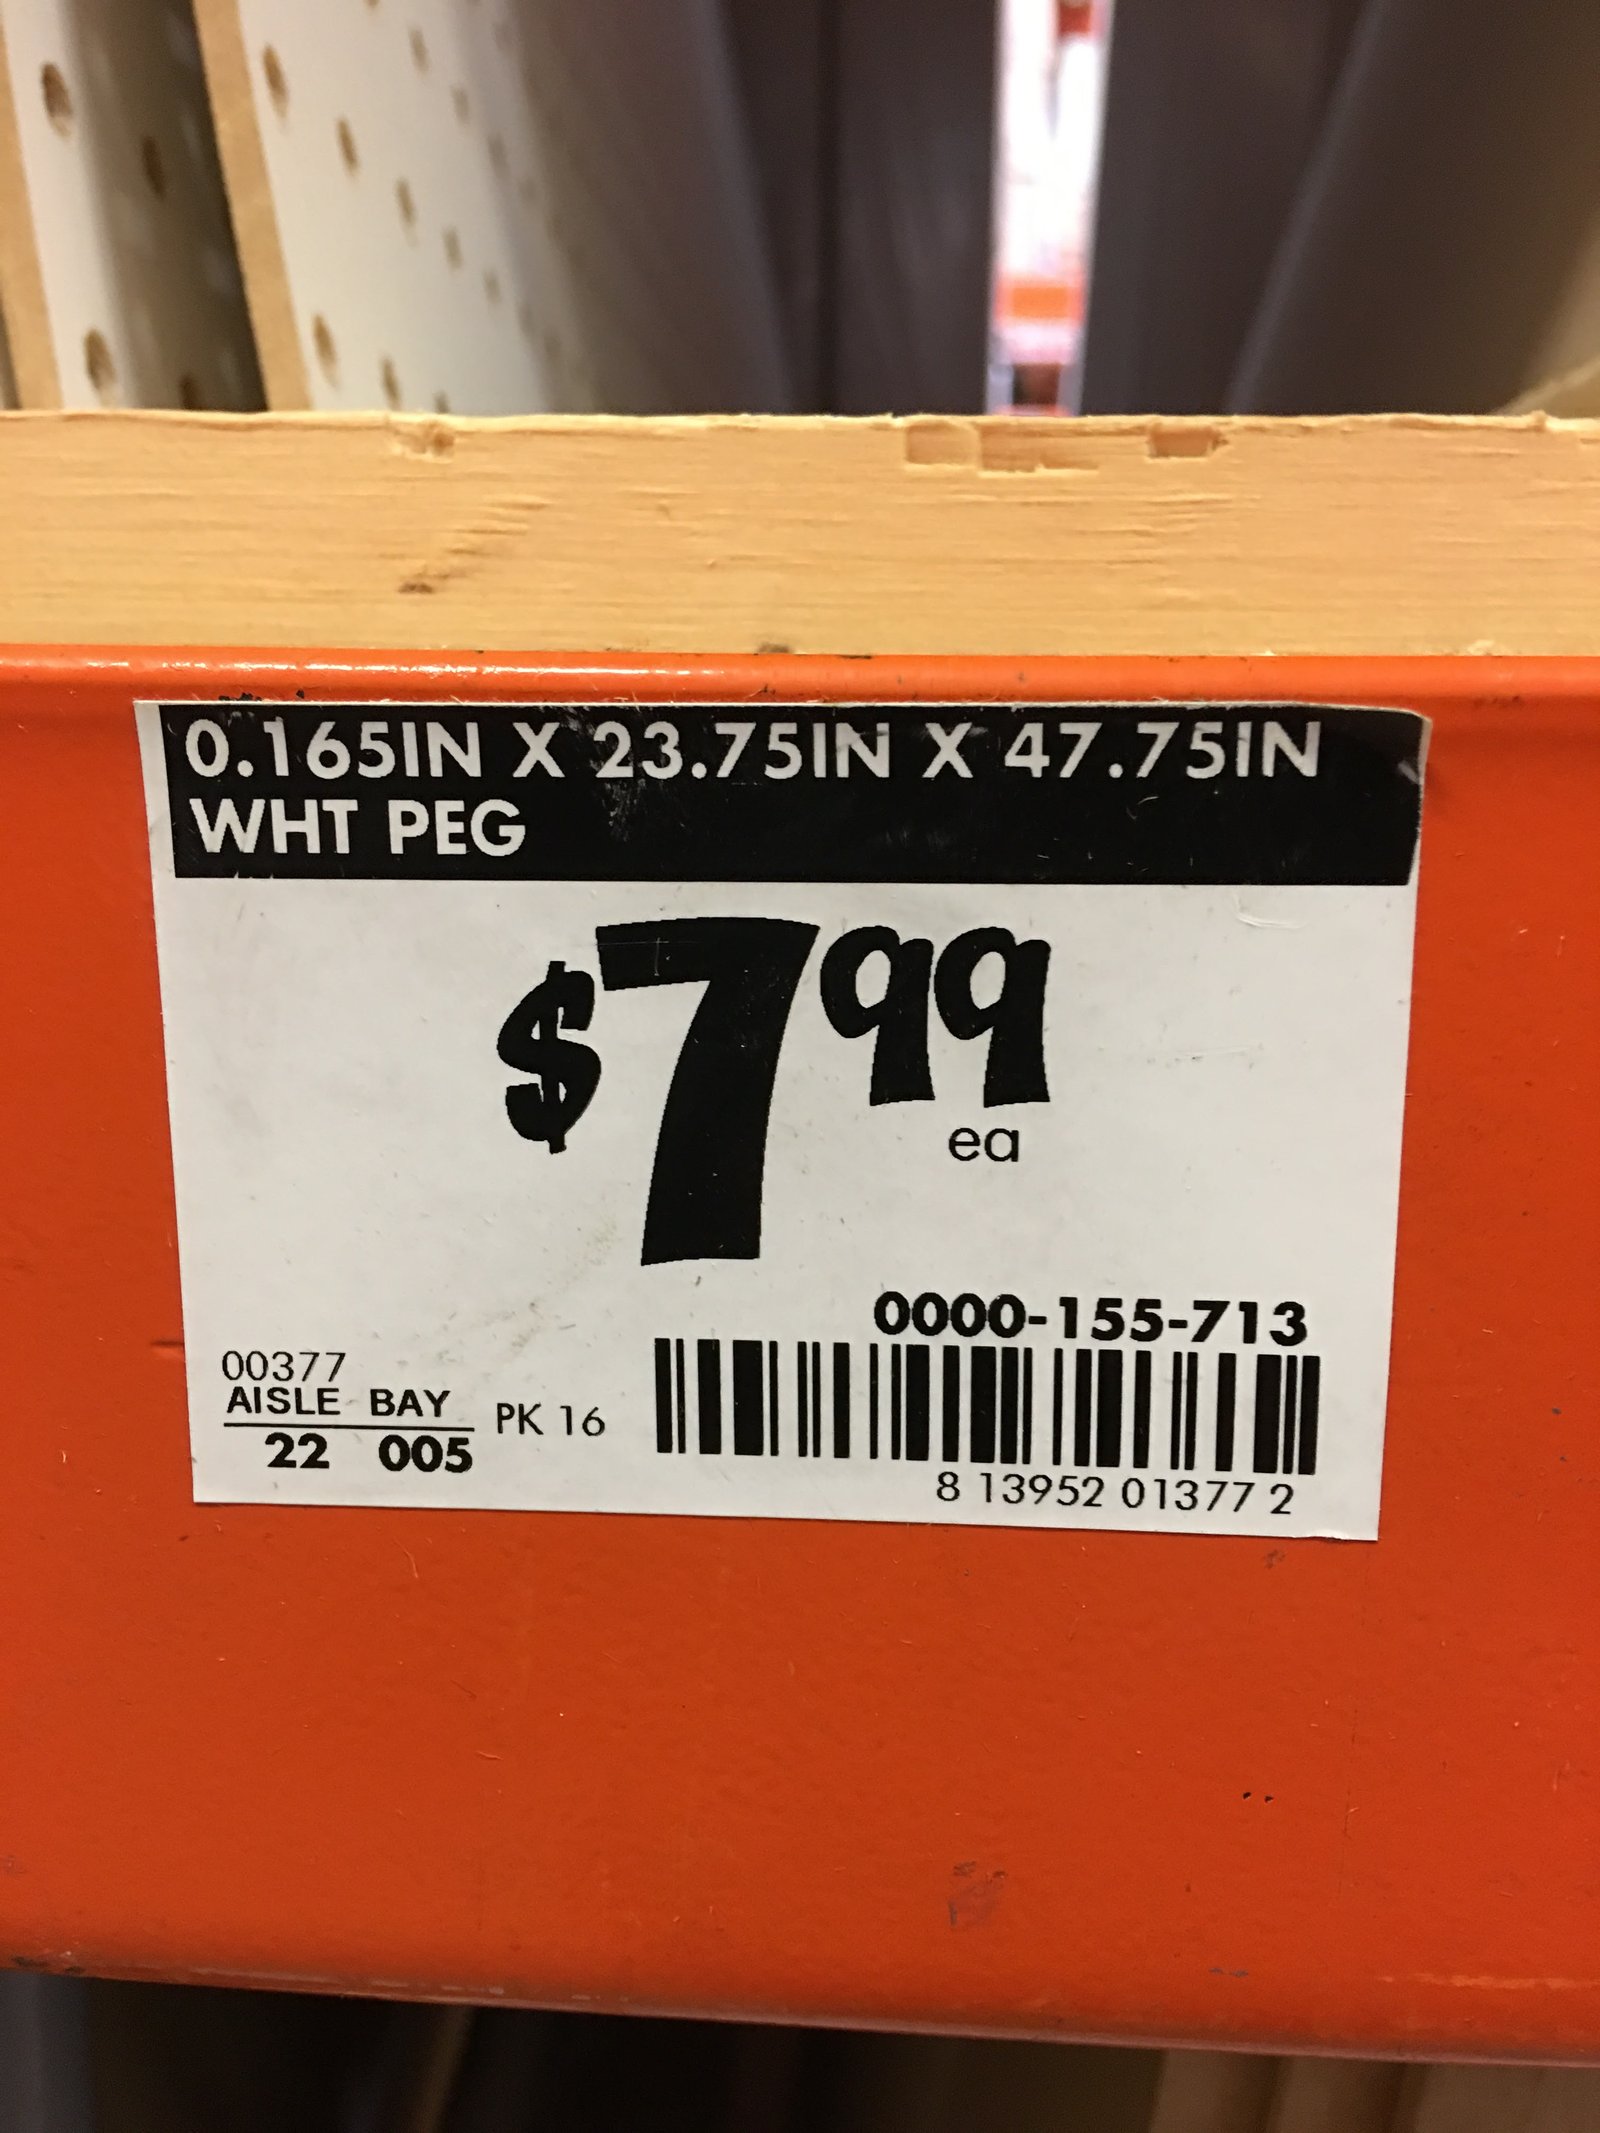 0.165IN X 23.75IN X 47.75IN
WHT PEG
$799
ea
0000-155-713
00377
AISLE BAY
22 005
PK 16
8 13952 01377 2